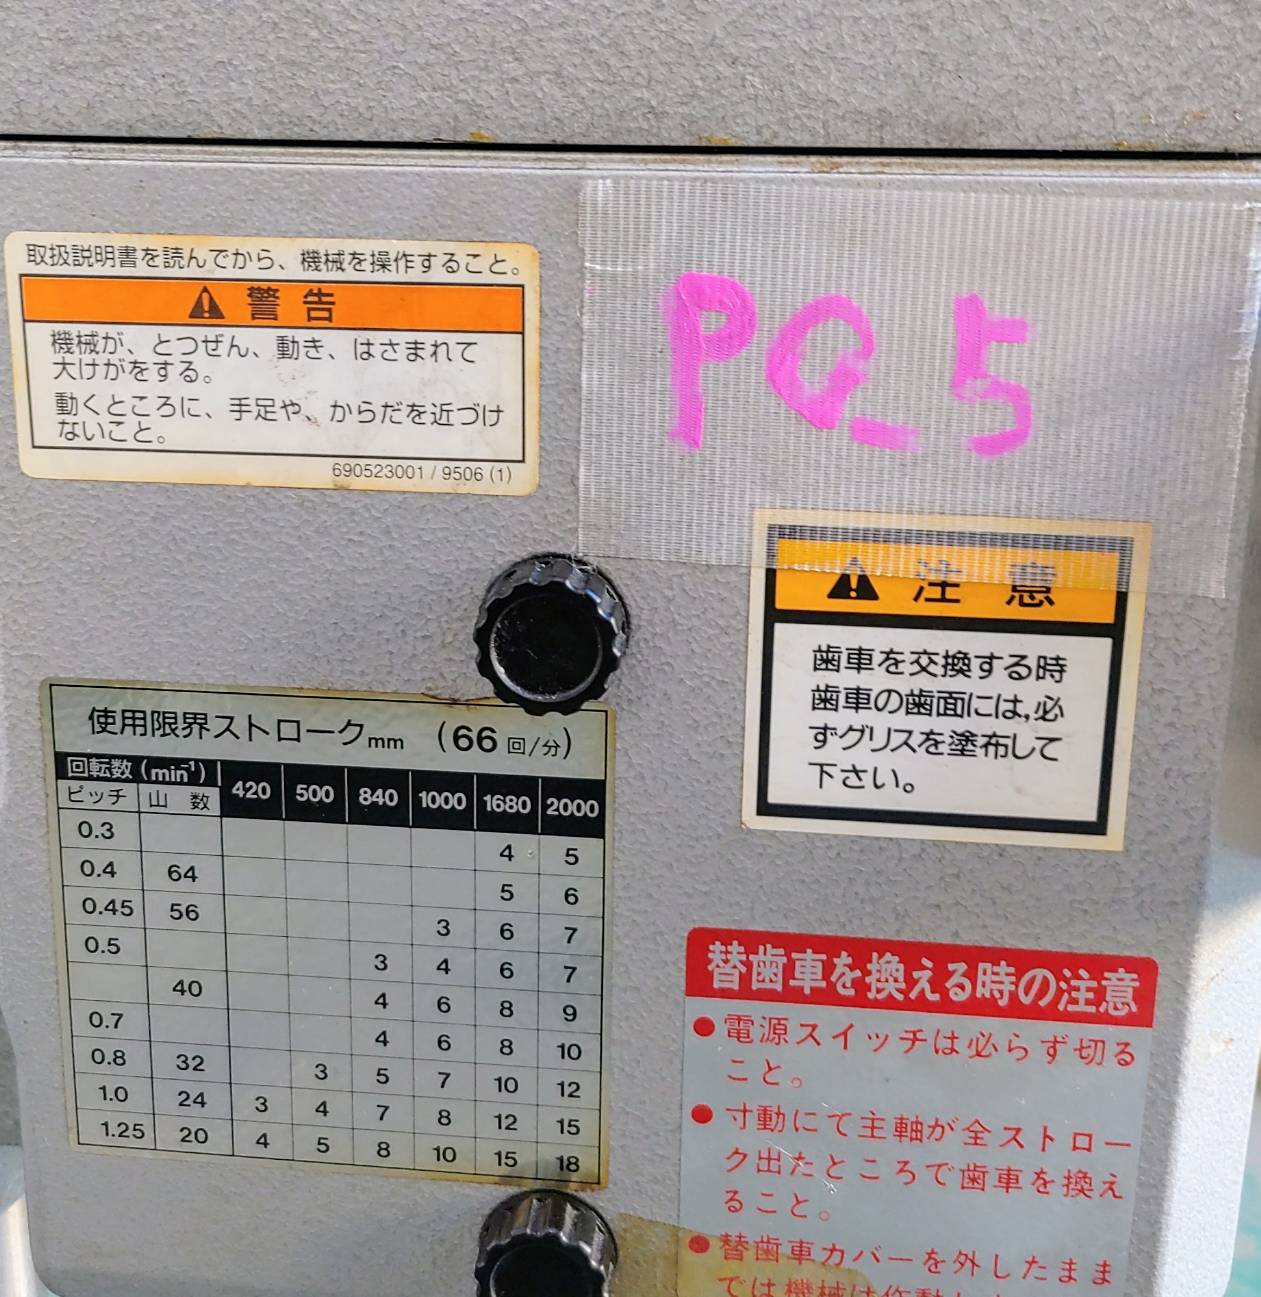 取扱説明書を読んでから、機械を操作すること。
警告
機械が、とつぜん、動き、はさまれて
大けがをする。
動くところに、手足や、からだを近づけ
ないこと。
690523001 / 9506 (1)
PQ_5
注意
歯車を交換する時
歯車の歯面には,必
ずグリスを塗布して
下さい。
使用限界ストロークmm (66回/分)
回転数(min⁻¹) 420 500 840 1000 1680 2000
ピッチ 山数
0.3 4 5
0.4 64 5 6
0.45 56 3 6 7
0.5 3 4 6 7
40 4 6 8 9
0.7 4 6 8 10
0.8 32 3 5 7 10 12
1.0 24 3 4 7 8 12 15
1.25 20 4 5 8 10 15 18
替歯車を換える時の注意
●電源スイッチは必らず切る
こと。
●寸動にて主軸が全ストロー
ク出たところで歯車を換え
ること。
●替歯車カバーを外したまま
では機械は作動し